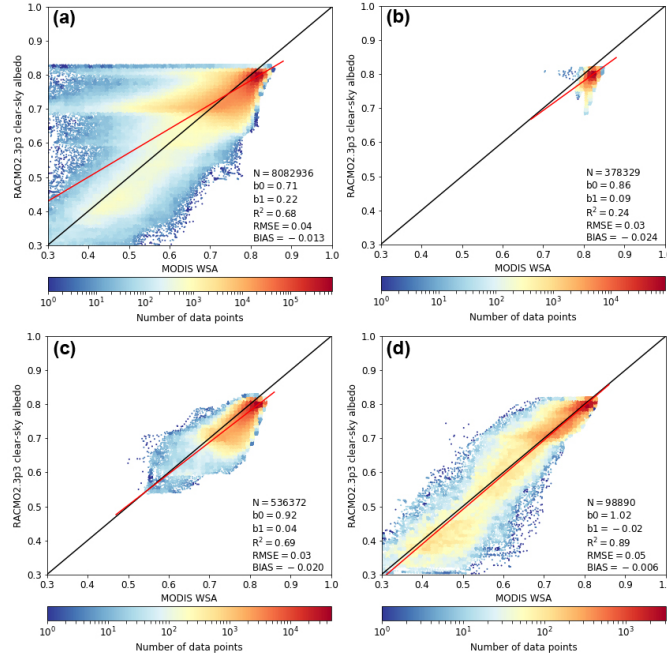 (a)
1.0
0.9
0.8
0.7
0.6
0.5
0.4
0.3
RACMO2.3p3 clear-sky albedo
N = 8082936
b0 = 0.71
b1 = 0.22
R² = 0.68
RMSE = 0.04
BIAS = −0.013
0.3 0.4 0.5 0.6 0.7 0.8 0.9 1.0
MODIS WSA
10⁰ 10¹ 10² 10³ 10⁴ 10⁵
Number of data points
(b)
1.0
0.9
0.8
0.7
0.6
0.5
0.4
0.3
RACMO2.3p3 clear-sky albedo
N = 378329
b0 = 0.86
b1 = 0.09
R² = 0.24
RMSE = 0.03
BIAS = −0.024
0.3 0.4 0.5 0.6 0.7 0.8 0.9 1.0
MODIS WSA
10⁰ 10¹ 10² 10³ 10⁴
Number of data points
(c)
1.0
0.9
0.8
0.7
0.6
0.5
0.4
0.3
RACMO2.3p3 clear-sky albedo
N = 536372
b0 = 0.92
b1 = 0.04
R² = 0.69
RMSE = 0.03
BIAS = −0.020
0.3 0.4 0.5 0.6 0.7 0.8 0.9 1.0
MODIS WSA
10⁰ 10¹ 10² 10³ 10⁴
Number of data points
(d)
1.0
0.9
0.8
0.7
0.6
0.5
0.4
0.3
RACMO2.3p3 clear-sky albedo
N = 98890
b0 = 1.02
b1 = −0.02
R² = 0.89
RMSE = 0.05
BIAS = −0.006
0.3 0.4 0.5 0.6 0.7 0.8 0.9 1.0
MODIS WSA
10⁰ 10¹ 10² 10³
Number of data points